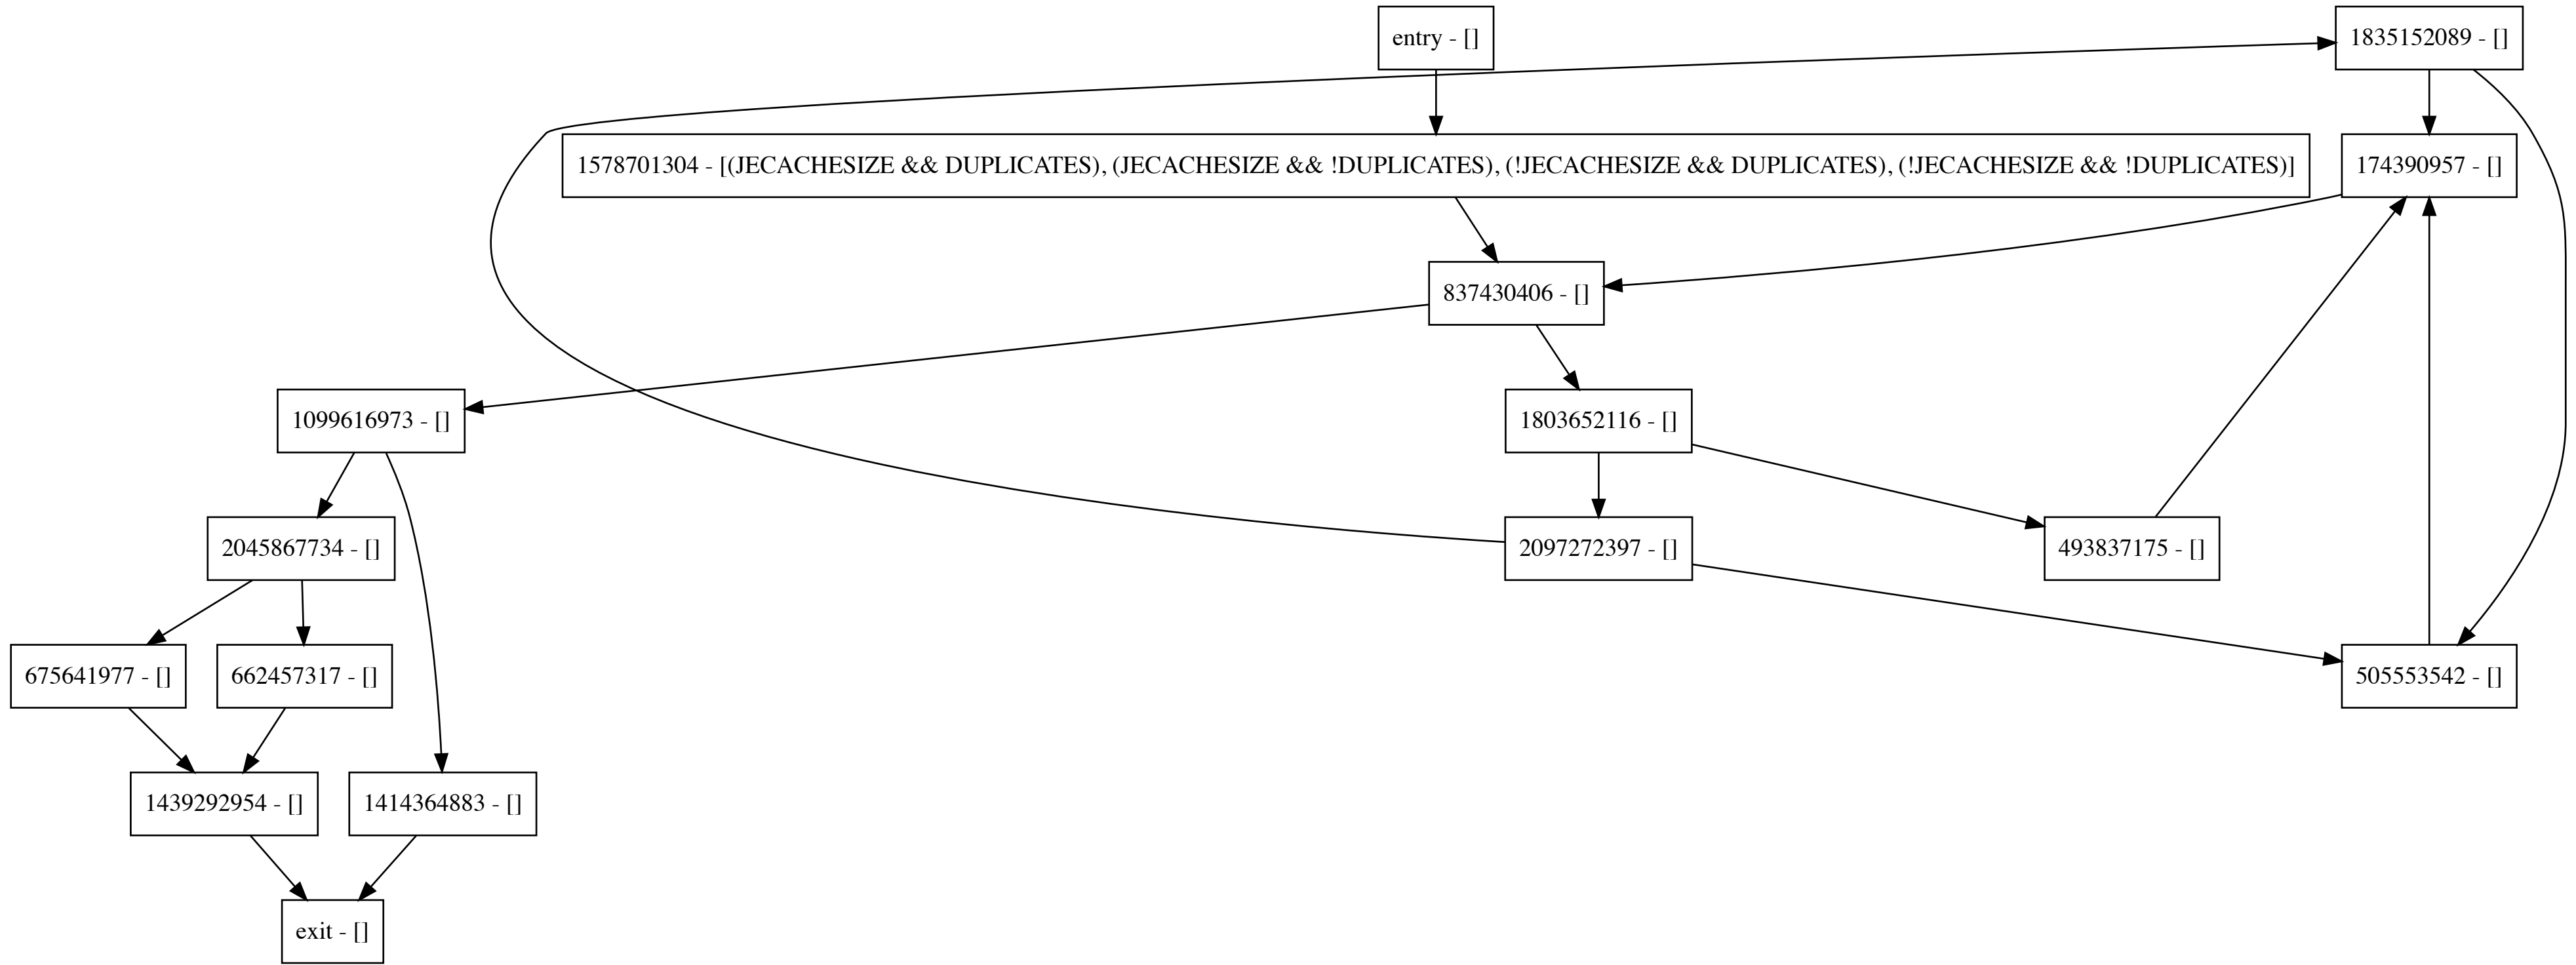 entry - []
1835152089 - []
1578701304 - [(JECACHESIZE && DUPLICATES), (JECACHESIZE && !DUPLICATES), (!JECACHESIZE && DUPLICATES), (!JECACHESIZE && !DUPLICATES)]
174390957 - []
837430406 - []
1099616973 - []
1803652116 - []
2045867734 - []
2097272397 - []
493837175 - []
675641977 - []
662457317 - []
505553542 - []
1439292954 - []
1414364883 - []
exit - []